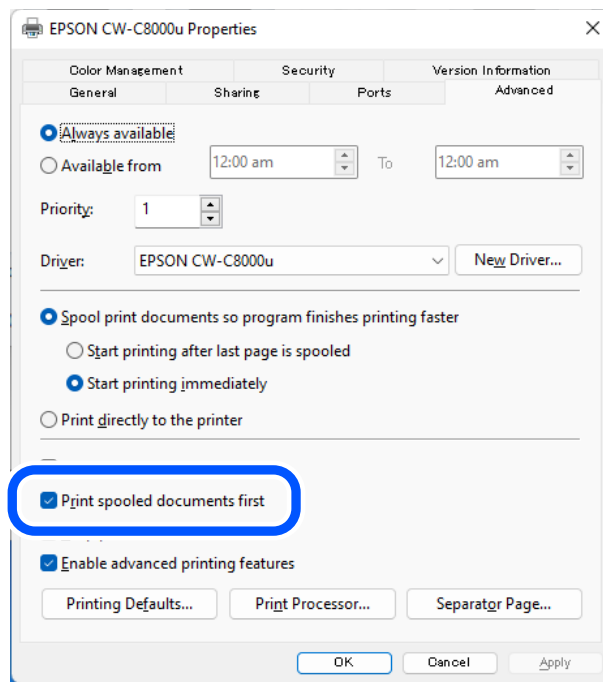 EPSON CW-C8000u Properties
Color Management Security Version Information
General Sharing Ports Advanced
Always available
Available from 12:00 am To 12:00 am
Priority: 1
Driver: EPSON CW-C8000u New Driver...
Spool print documents so program finishes printing faster
Start printing after last page is spooled
Start printing immediately
Print directly to the printer
Print spooled documents first
Enable advanced printing features
Printing Defaults... Print Processor... Separator Page...
OK Cancel Apply